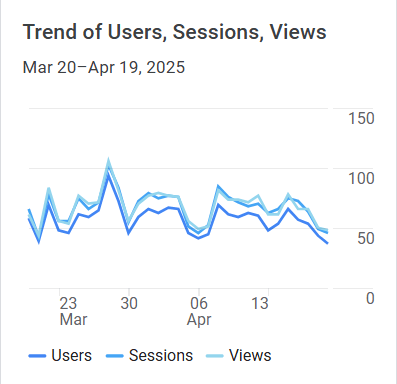 Trend of Users, Sessions, Views
Mar 20–Apr 19, 2025
150
100
50
0
23 30 06 13
Mar Apr
Users Sessions Views